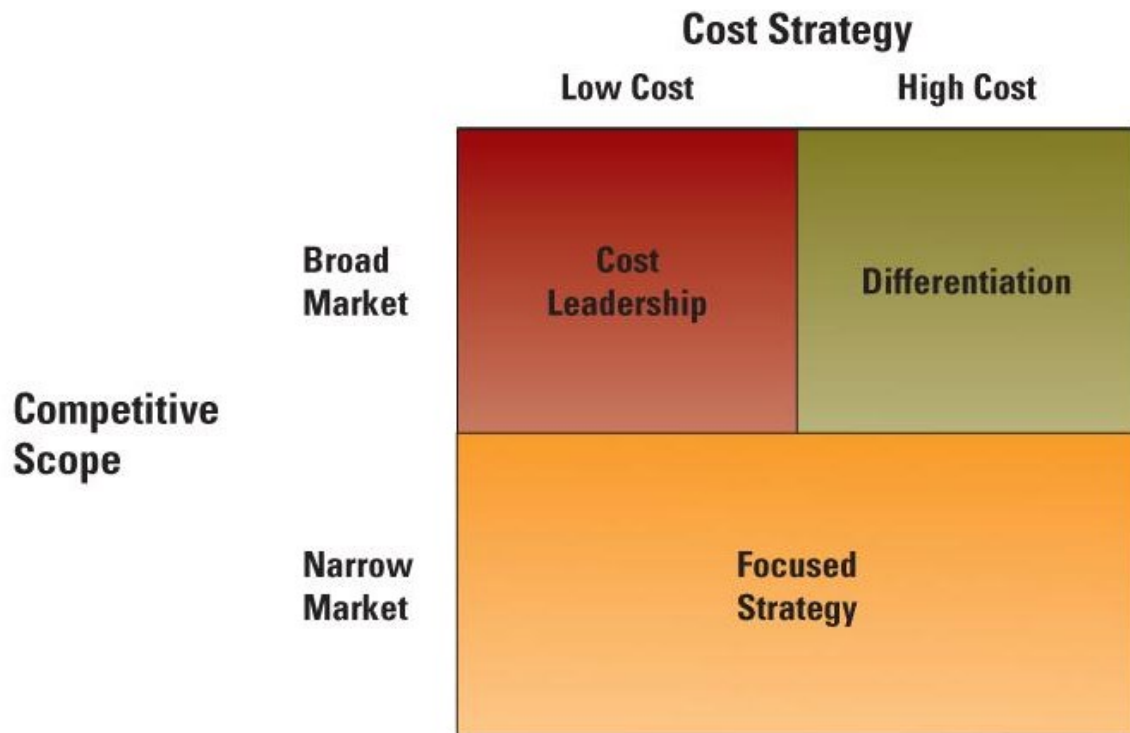 Cost Strategy
Low Cost
High Cost
Broad
Market
Cost
Leadership
Differentiation
Competitive
Scope
Narrow
Market
Focused
Strategy